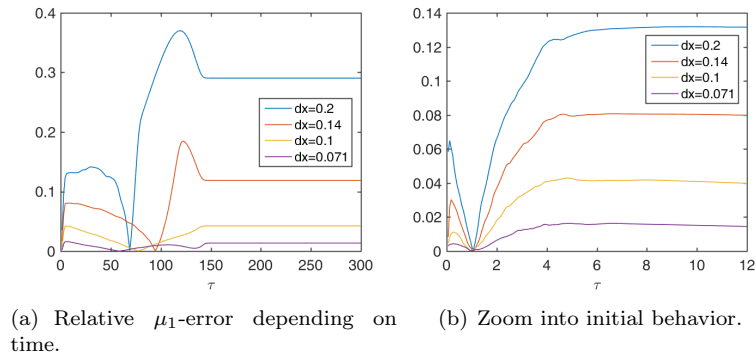 0.4
0.3
0.2
0.1
0
0 50 100 150 200 250 300
τ
dx=0.2
dx=0.14
dx=0.1
dx=0.071
0.14
0.12
0.1
0.08
0.06
0.04
0.02
0
0 2 4 6 8 10 12
τ
dx=0.2
dx=0.14
dx=0.1
dx=0.071
(a) Relative μ₁-error depending on
time.
(b) Zoom into initial behavior.